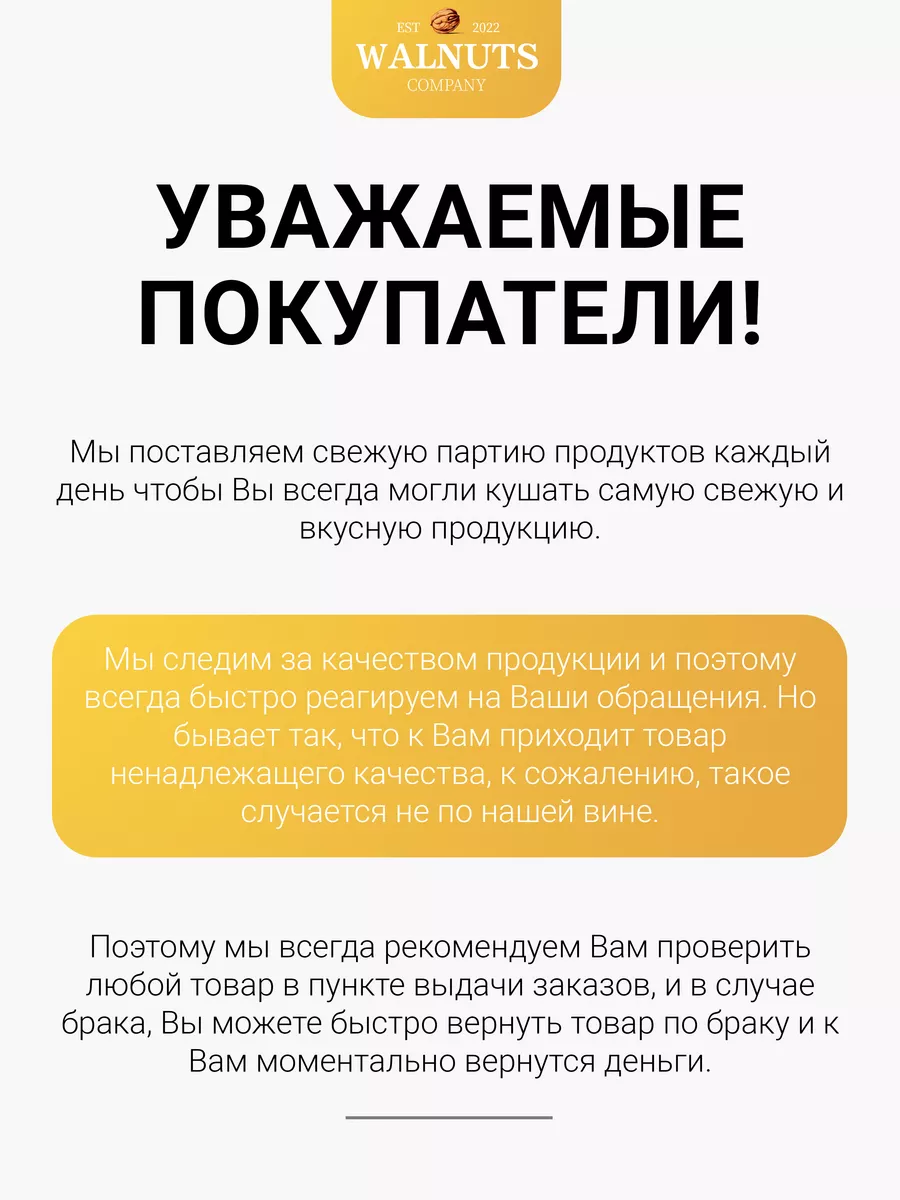 EST 2022
WALNUTS
COMPANY
УВАЖАЕМЫЕ
ПОКУПАТЕЛИ!
Мы поставляем свежую партию продуктов каждый
день чтобы Вы всегда могли кушать самую свежую и
вкусную продукцию.
Мы следим за качеством продукции и поэтому
всегда быстро реагируем на Ваши обращения. Но
бывает так, что к Вам приходит товар
ненадлежащего качества, к сожалению, такое
случается не по нашей вине.
Поэтому мы всегда рекомендуем Вам проверить
любой товар в пункте выдачи заказов, и в случае
брака, Вы можете быстро вернуть товар по браку и к
Вам моментально вернутся деньги.